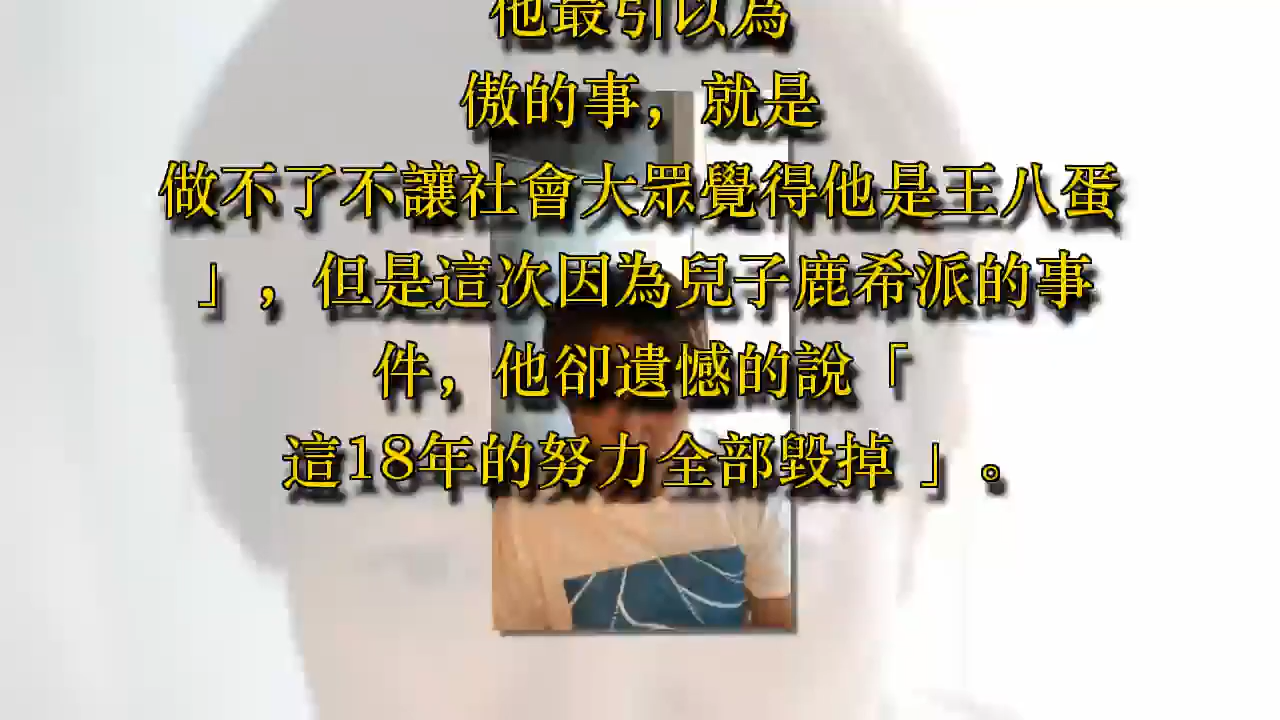 他最引以為
傲的事，就是
做不了不讓社會大眾覺得他是王八蛋
」，但是這次因為兒子鹿希派的事
件，他卻遺憾的說「
這18年的努力全部毀掉 」。